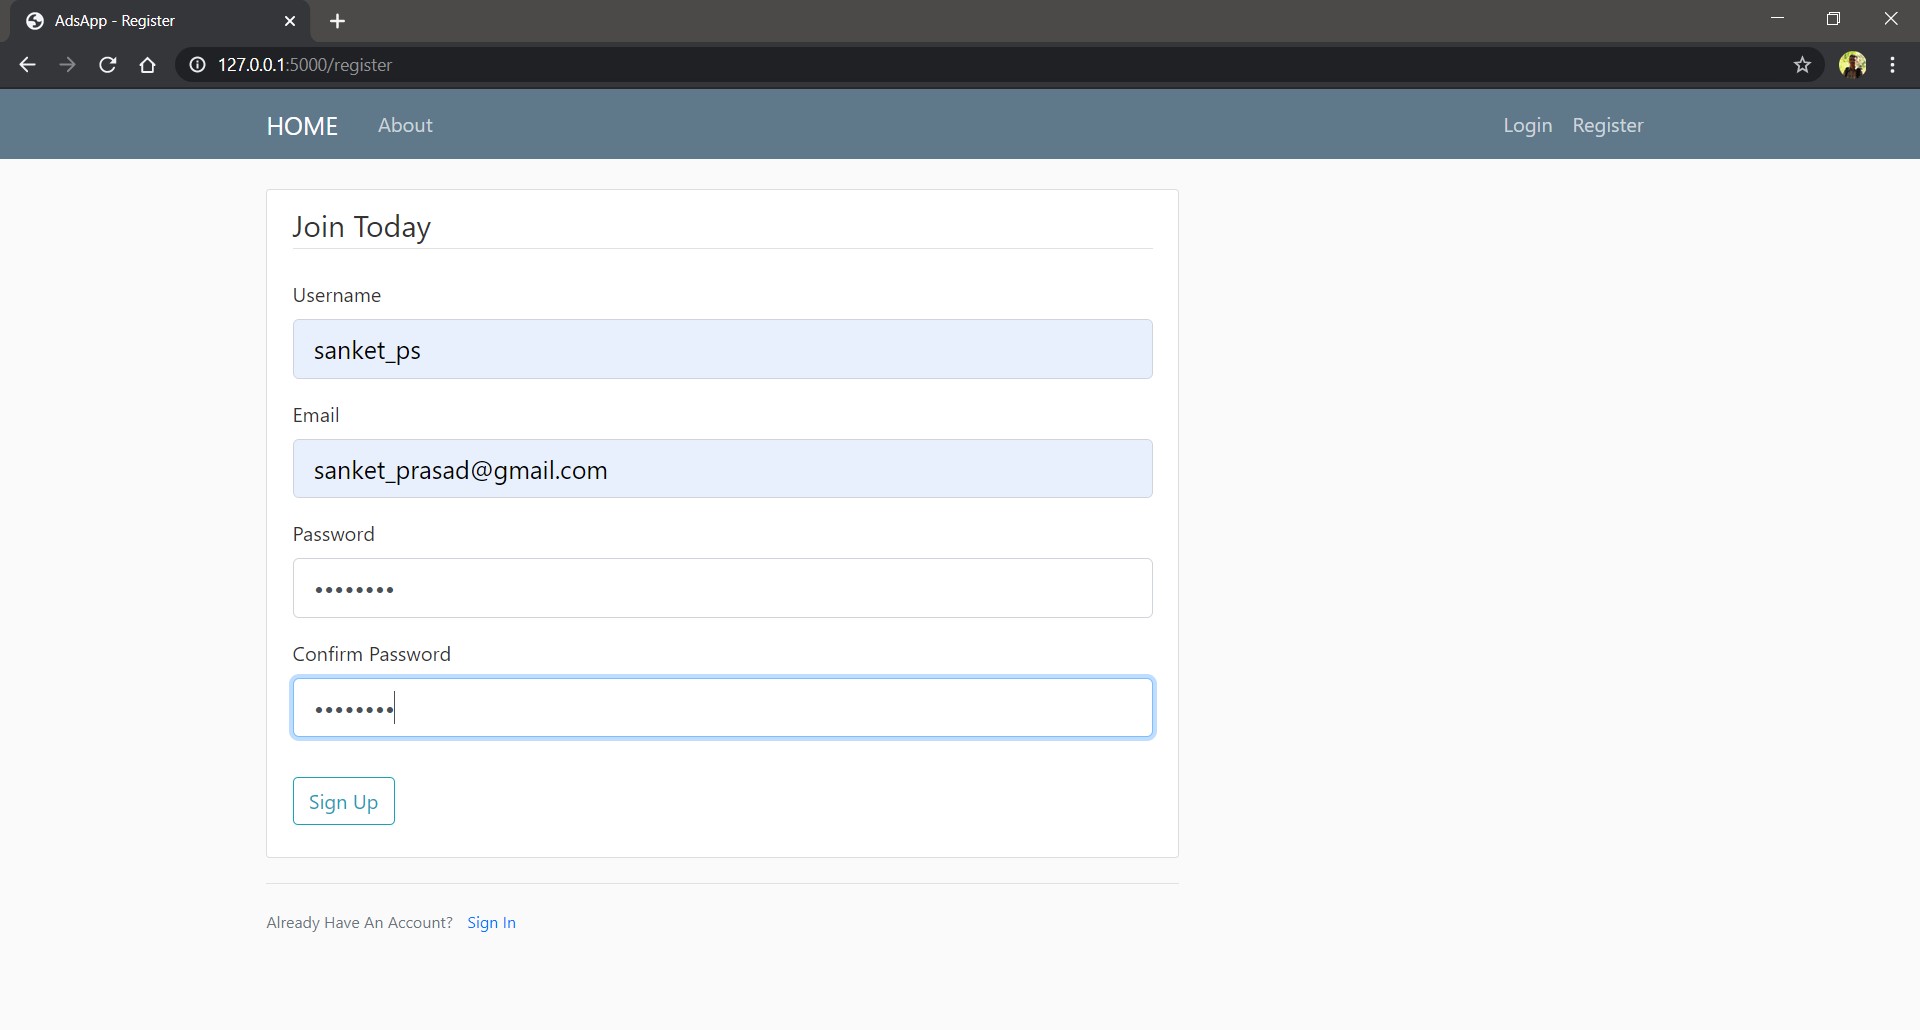 AdsApp - Register
127.0.0.1:5000/register
HOME About Login Register
Join Today
Username
sanket_ps
Email
sanket_prasad@gmail.com
Password
••••••••
Confirm Password
••••••••
Sign Up
Already Have An Account? Sign In